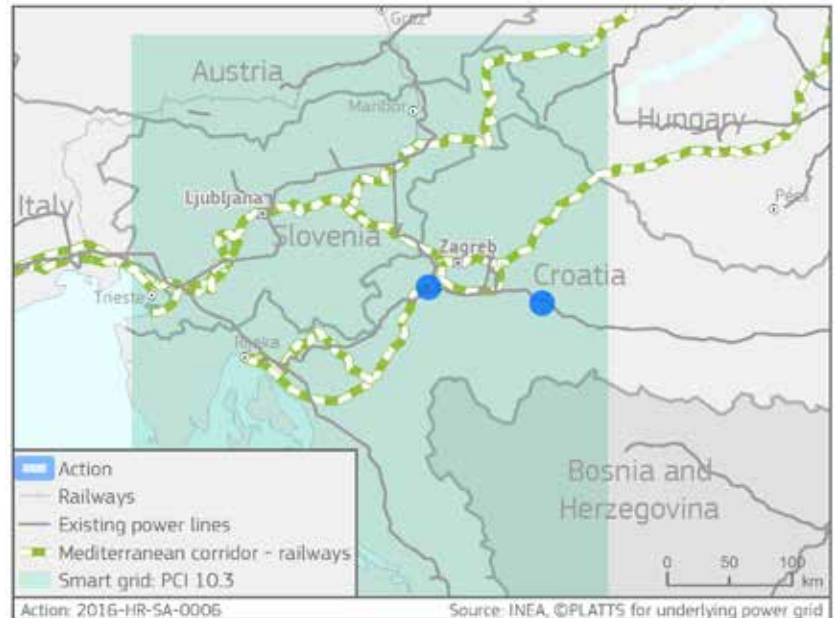 Graz
Austria
Maribor
Hungary
Ljubljana
Italy
Pécs
Slovenia
Zagreb
Croatia
Trieste
Rijeka
Bosnia and
Herzegovina
Action
Railways
Existing power lines
Mediterranean corridor - railways
Smart grid: PCI 10.3
0 50 100
km
Action: 2016-HR-SA-0006
Source: INEA, ©PLATTS for underlying power grid